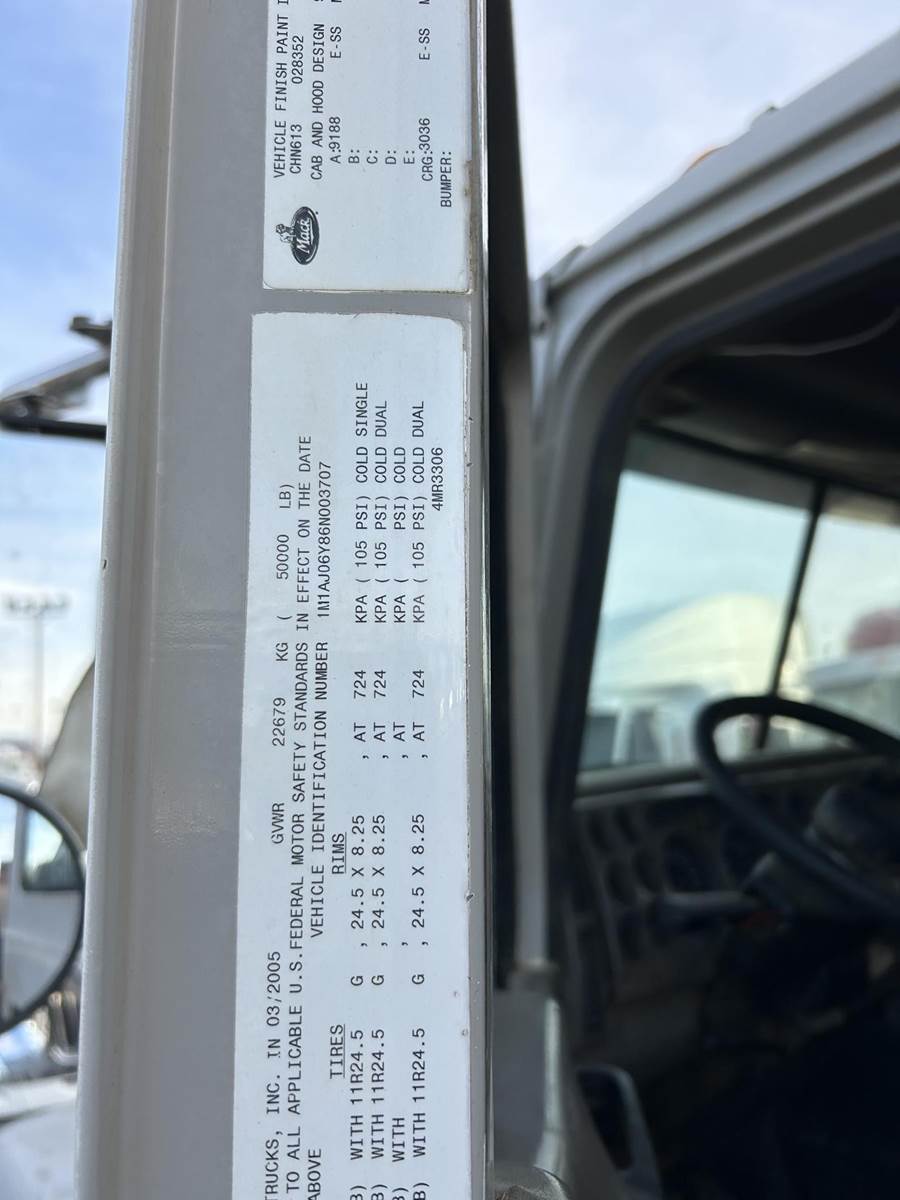 VEHICLE FINISH PAINT
CHN613 028352
CAB AND HOOD DESIGN
A:9188 E-SS
B:
C:
D:
E:
CRG:3036 E-SS
BUMPER:
Mack
TRUCKS, INC. IN 03/2005 GVWR 22679 KG ( 50000 LB)
TO ALL APPLICABLE U.S.FEDERAL MOTOR SAFETY STANDARDS IN EFFECT ON THE DATE
ABOVE VEHICLE IDENTIFICATION NUMBER 1M1AJ06Y86N003707
TIRES RIMS
B) WITH 11R24.5 G , 24.5 X 8.25 , AT 724 KPA ( 105 PSI) COLD SINGLE
B) WITH 11R24.5 G , 24.5 X 8.25 , AT 724 KPA ( 105 PSI) COLD DUAL
B) WITH , , AT KPA ( PSI) COLD
B) WITH 11R24.5 G , 24.5 X 8.25 , AT 724 KPA ( 105 PSI) COLD DUAL
4MR3306